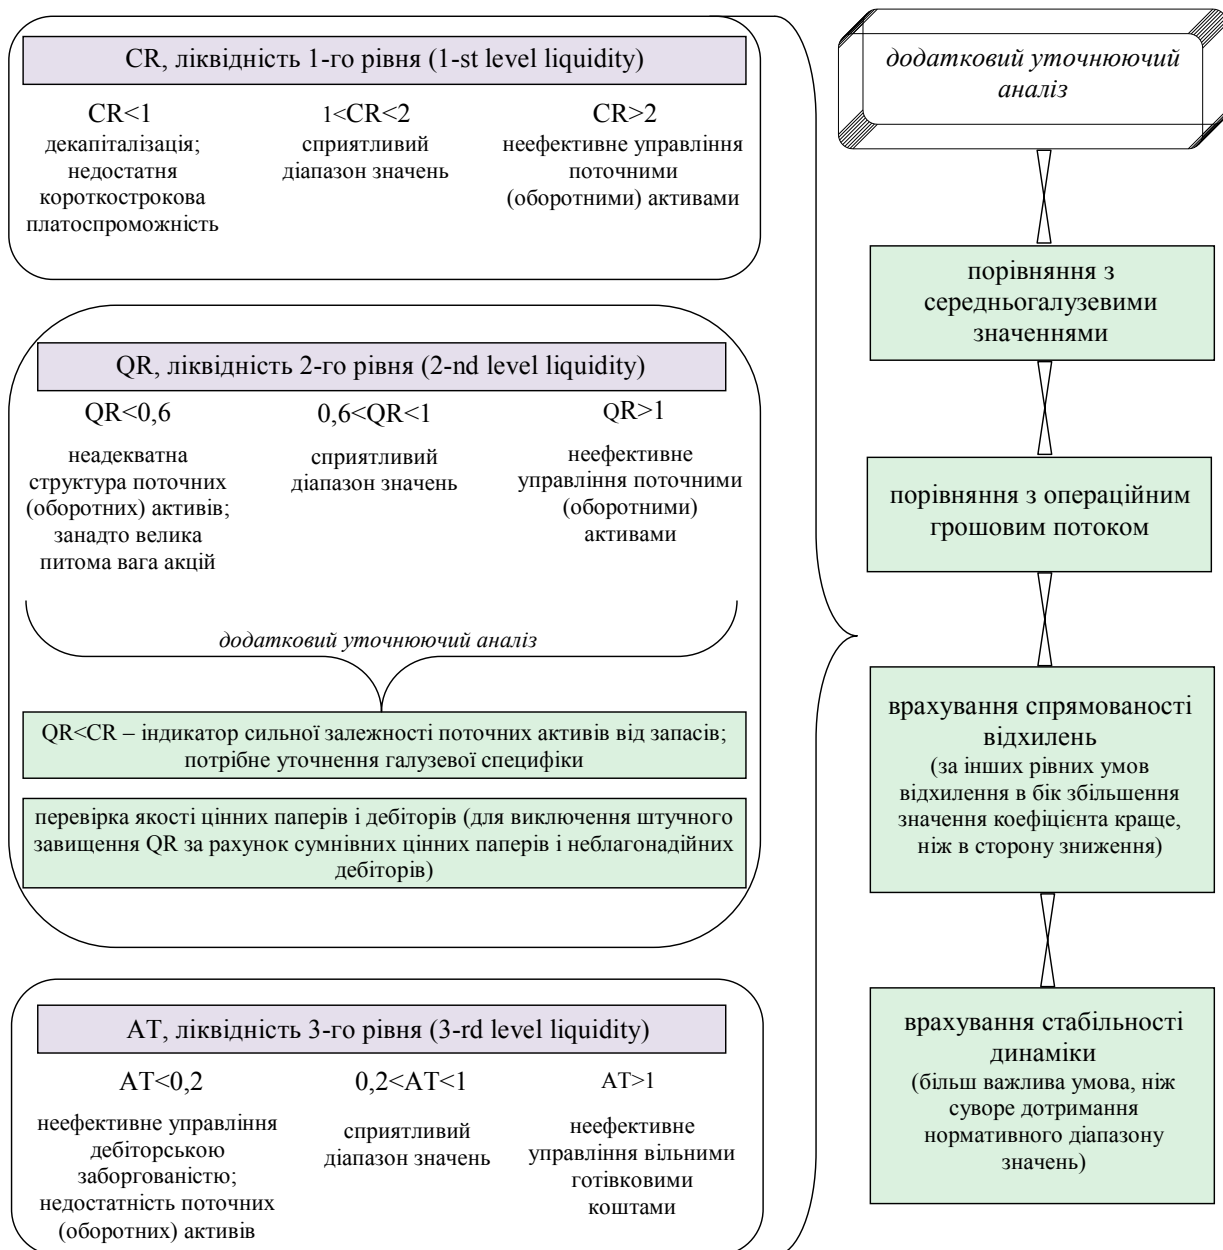 CR, ліквідність 1-го рівня (1-st level liquidity)
CR<1
декапіталізація;
недостатня
короткострокова
платоспроможність
1<CR<2
сприятливий
діапазон значень
CR>2
неефективне управління
поточними
(оборотними) активами
QR, ліквідність 2-го рівня (2-nd level liquidity)
QR<0,6
неадекватна
структура поточних
(оборотних) активів;
занадто велика
питома вага акцій
0,6<QR<1
сприятливий
діапазон значень
QR>1
неефективне
управління поточними
(оборотними)
активами
додатковий уточнюючий аналіз
QR<CR – індикатор сильної залежності поточних активів від запасів;
потрібне уточнення галузевої специфіки
перевірка якості цінних паперів і дебіторів (для виключення штучного
завищення QR за рахунок сумнівних цінних паперів і неблагонадійних
дебіторів)
AT, ліквідність 3-го рівня (3-rd level liquidity)
AT<0,2
неефективне управління
дебіторською
заборгованістю;
недостатність поточних
(оборотних) активів
0,2<AT<1
сприятливий
діапазон значень
AT>1
неефективне
управління вільними
готівковими
коштами
додатковий уточнюючий
аналіз
порівняння з
середньогалузевими
значеннями
порівняння з операційним
грошовим потоком
врахування спрямованості
відхилень
(за інших рівних умов
відхилення в бік збільшення
значення коефіцієнта краще,
ніж в сторону зниження)
врахування стабільності
динаміки
(більш важлива умова, ніж
суворе дотримання
нормативного діапазону
значень)